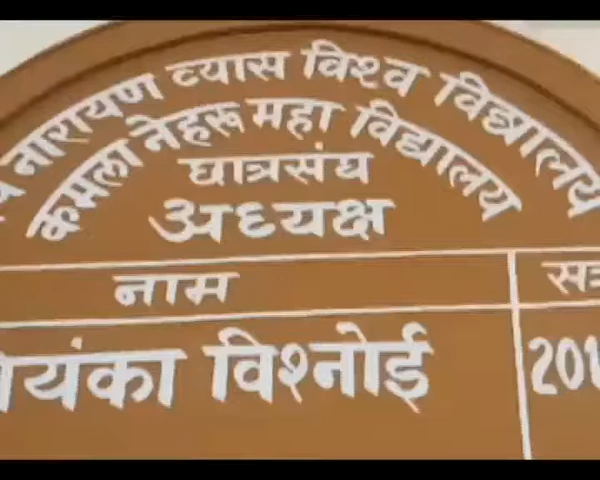 नारायण व्यास विश्व विद्यालय
कमला नेहरू महा विद्यालय
छात्रसंघ
अध्यक्ष
नाम
विश्नोई